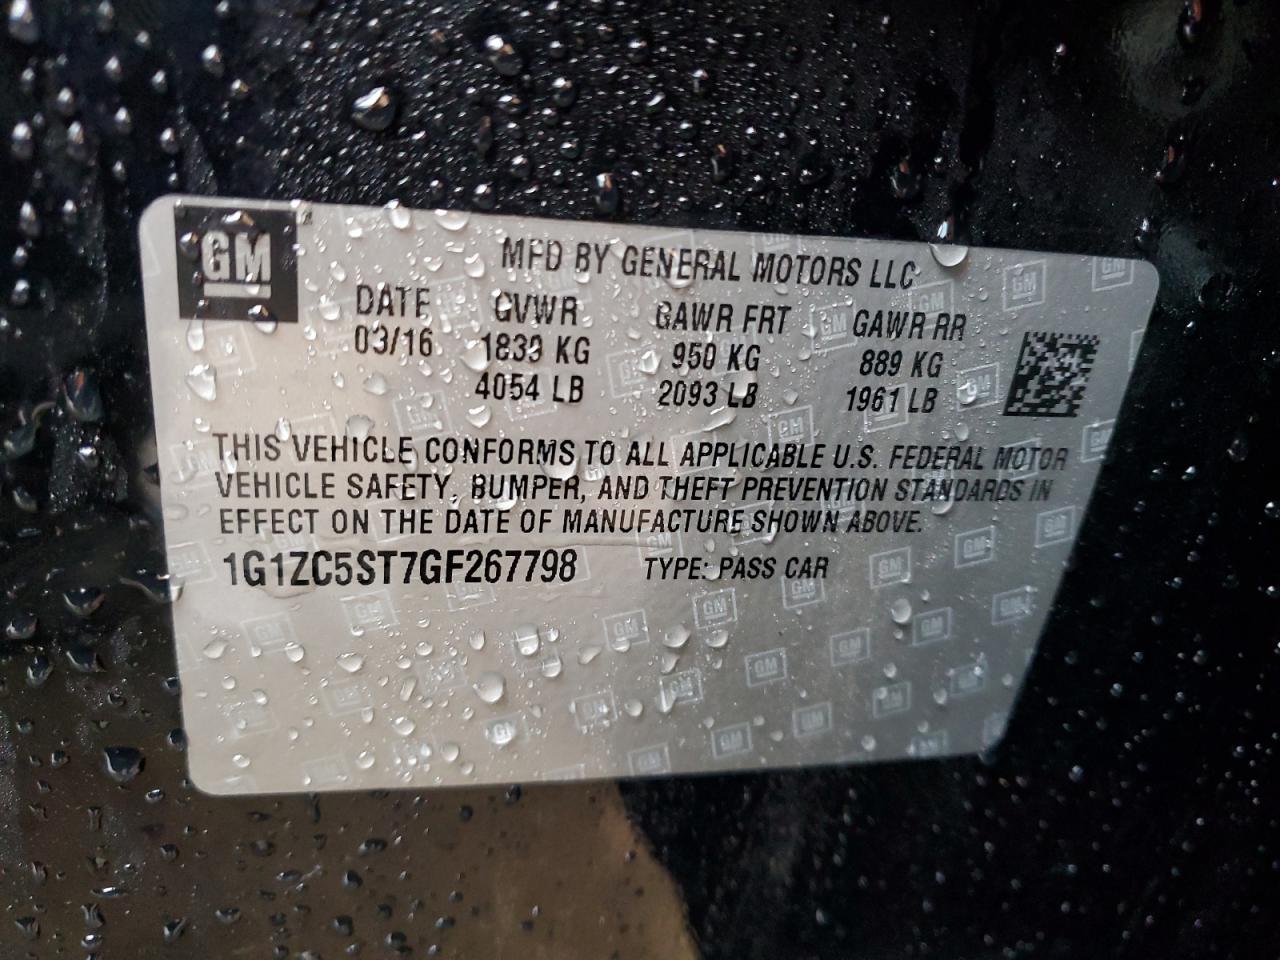 GM
MFD BY GENERAL MOTORS LLC
DATE GVWR GAWR FRT GAWR RR
03/16 1839 KG 950 KG 889 KG
4054 LB 2093 LB 1961 LB
THIS VEHICLE CONFORMS TO ALL APPLICABLE U.S. FEDERAL MOTOR
VEHICLE SAFETY, BUMPER, AND THEFT PREVENTION STANDARDS IN
EFFECT ON THE DATE OF MANUFACTURE SHOWN ABOVE.
1G1ZC5ST7GF267798 TYPE: PASS CAR